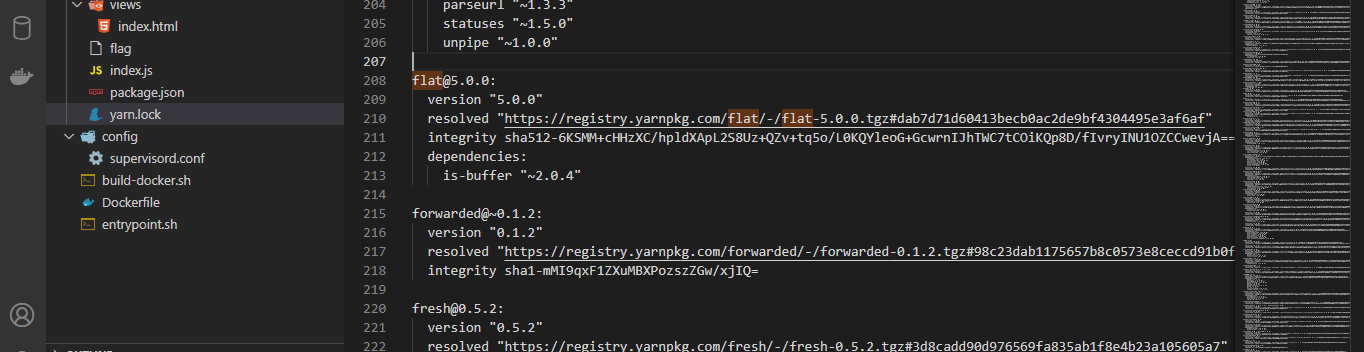 views
index.html
flag
JS index.js
package.json
yarn.lock
config
supervisord.conf
build-docker.sh
Dockerfile
entrypoint.sh
204 parseurl "~1.3.3"
205 statuses "~1.5.0"
206 unpipe "~1.0.0"
207
208 flat@5.0.0:
209 version "5.0.0"
210 resolved "https://registry.yarnpkg.com/flat/-/flat-5.0.0.tgz#dab7d71d60413becb0ac2de9bf4304495e3af6af"
211 integrity sha512-6KSMM+cHHzXC/hpldXApL2S8Uz+QZv+tq5o/L0KQYleoG+GcwrnIJhTWC7tCOiKQp8D/fIvryINU1OZCCwevjA==
212 dependencies:
213 is-buffer "~2.0.4"
214
215 forwarded@~0.1.2:
216 version "0.1.2"
217 resolved "https://registry.yarnpkg.com/forwarded/-/forwarded-0.1.2.tgz#98c23dab1175657b8c0573e8ceccd91b0f
218 integrity sha1-mMI9qxF1ZXuMBXPozszZGw/xjIQ=
219
220 fresh@0.5.2:
221 version "0.5.2"
222 resolved "https://registry.yarnpkg.com/fresh/-/fresh-0.5.2.tgz#3d8cadd90d976569fa835ab1f8e4b23a105605a7"